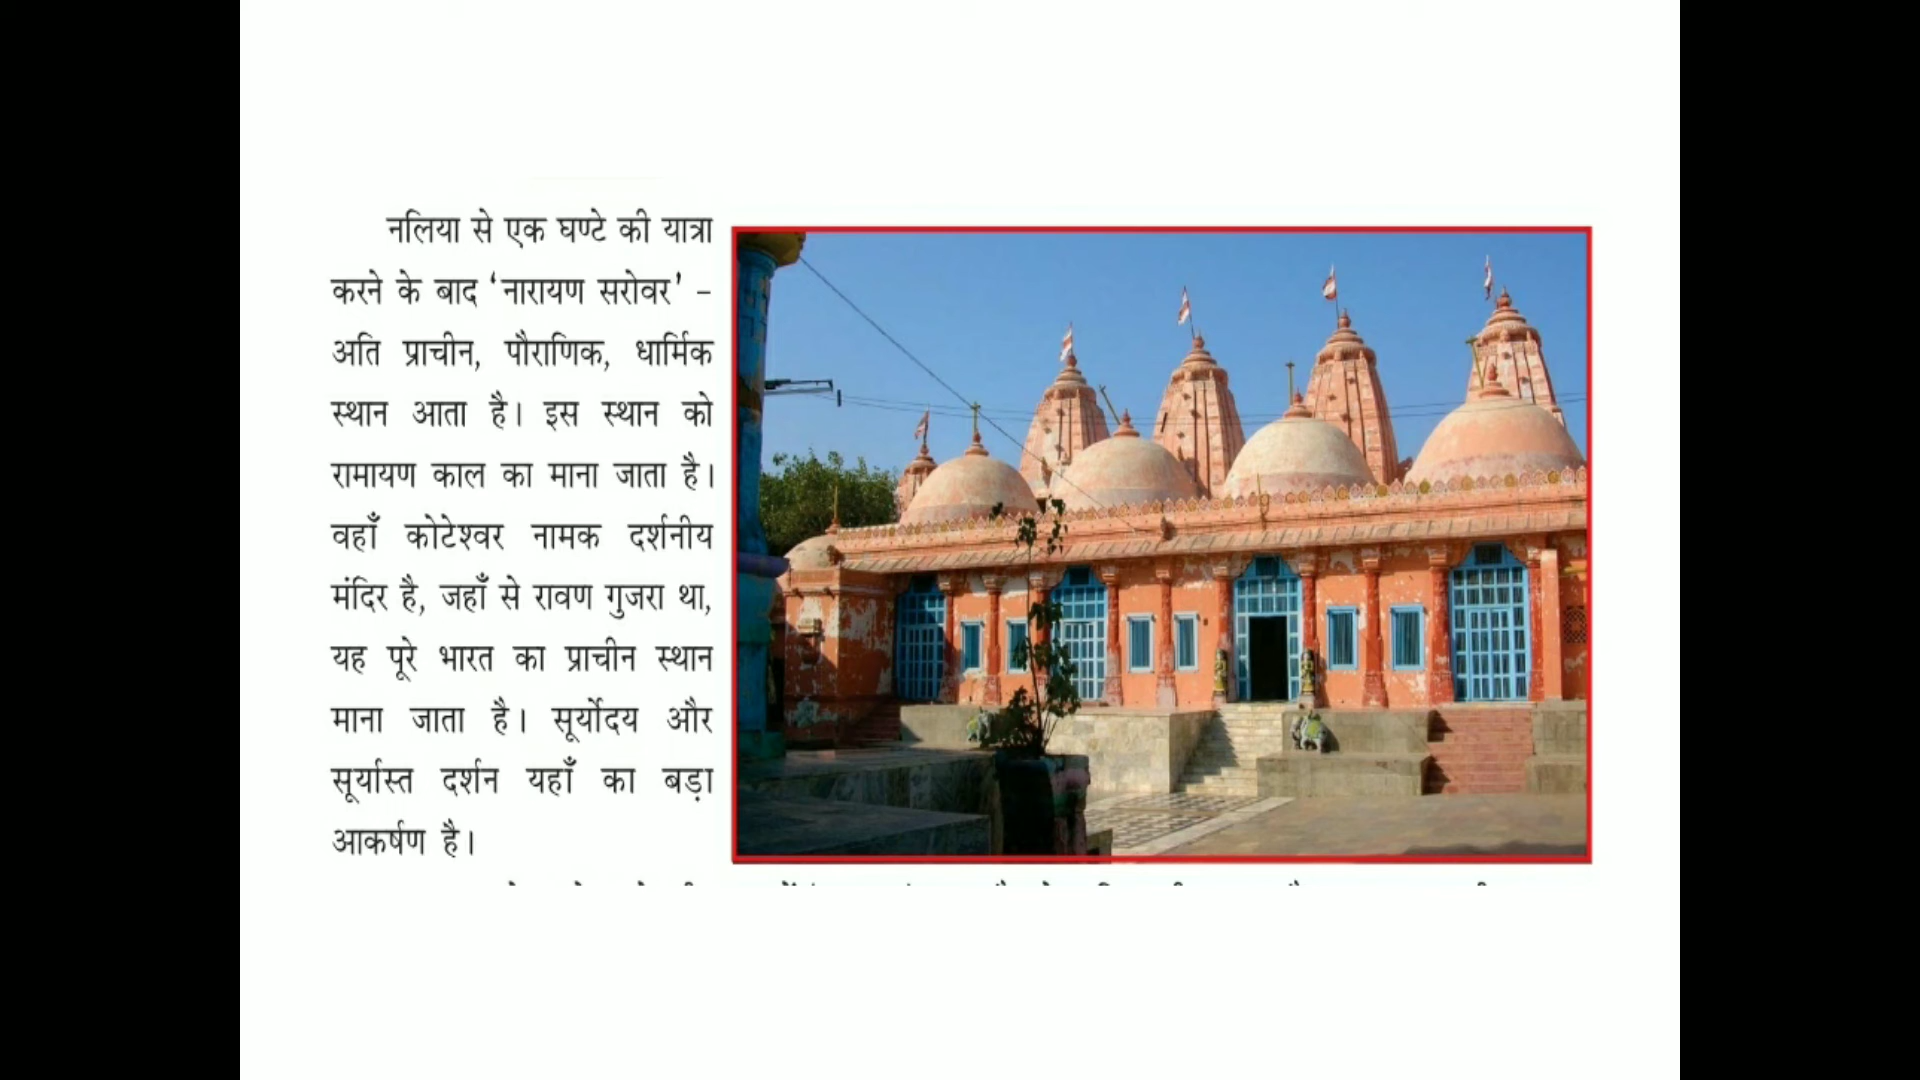 नलिया से एक घण्टे की यात्रा
करने के बाद ‘नारायण सरोवर’ –
अति प्राचीन, पौराणिक, धार्मिक
स्थान आता है। इस स्थान को
रामायण काल का माना जाता है।
वहाँ कोटेश्वर नामक दर्शनीय
मंदिर है, जहाँ से रावण गुजरा था,
यह पूरे भारत का प्राचीन स्थान
माना जाता है। सूर्योदय और
सूर्यास्त दर्शन यहाँ का बड़ा
आकर्षण है।